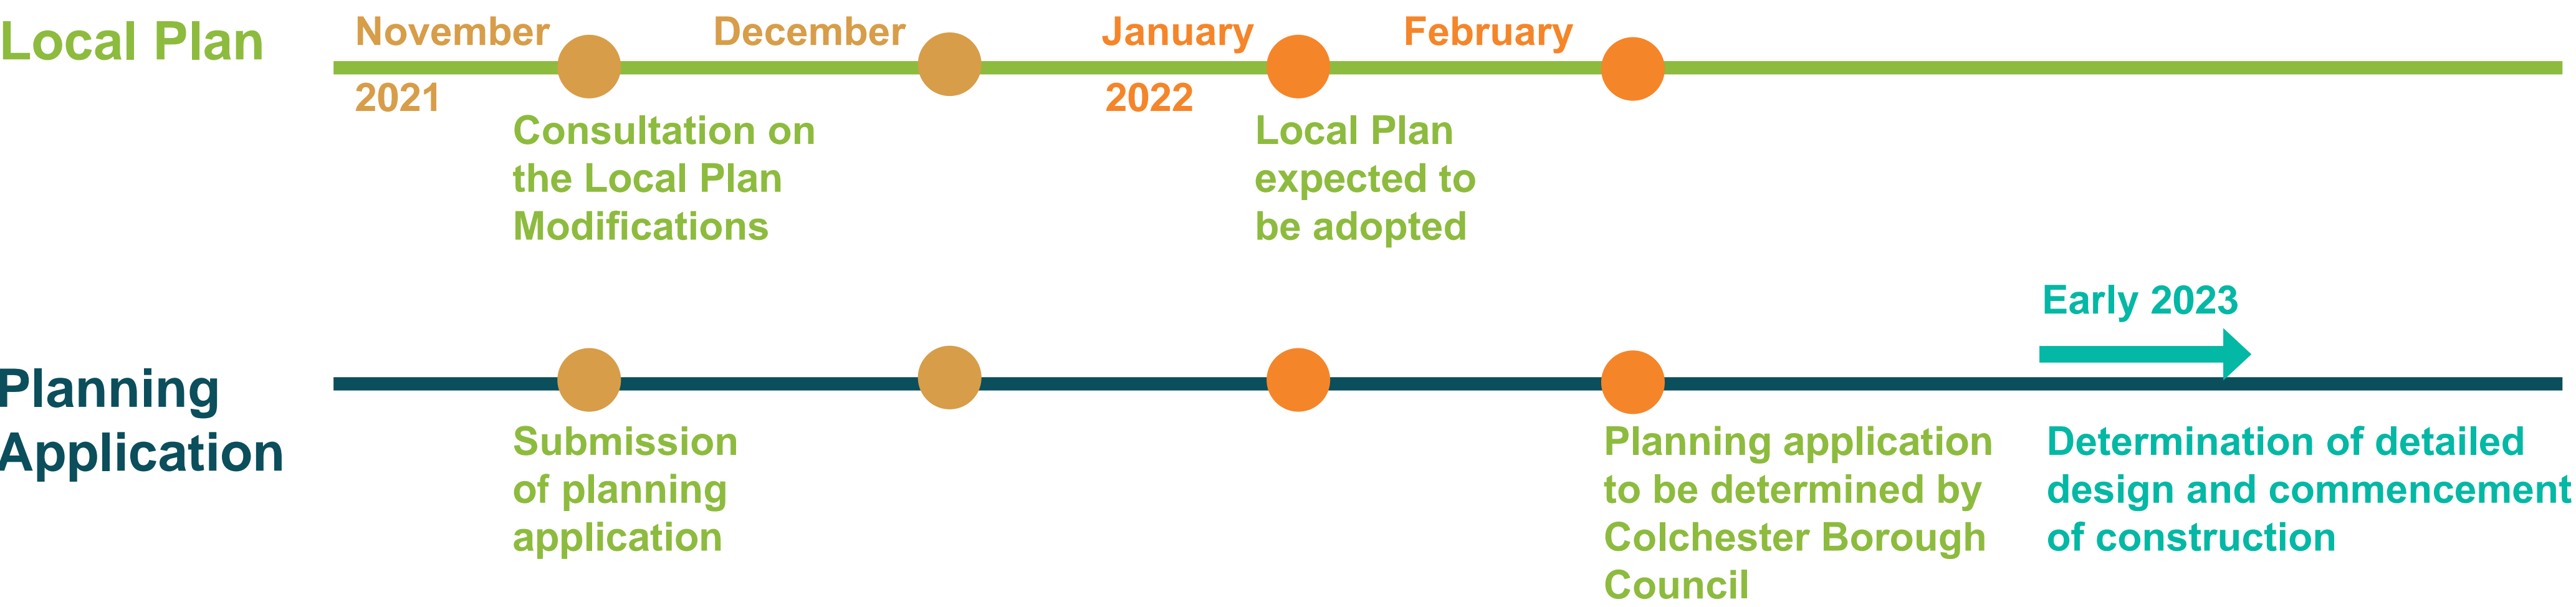 Local Plan
November
December
January
February
2021
2022
Consultation on
the Local Plan
Modifications
Local Plan
expected to
be adopted
Early 2023
Planning
Application
Submission
of planning
application
Planning application
to be determined by
Colchester Borough
Council
Determination of detailed
design and commencement
of construction